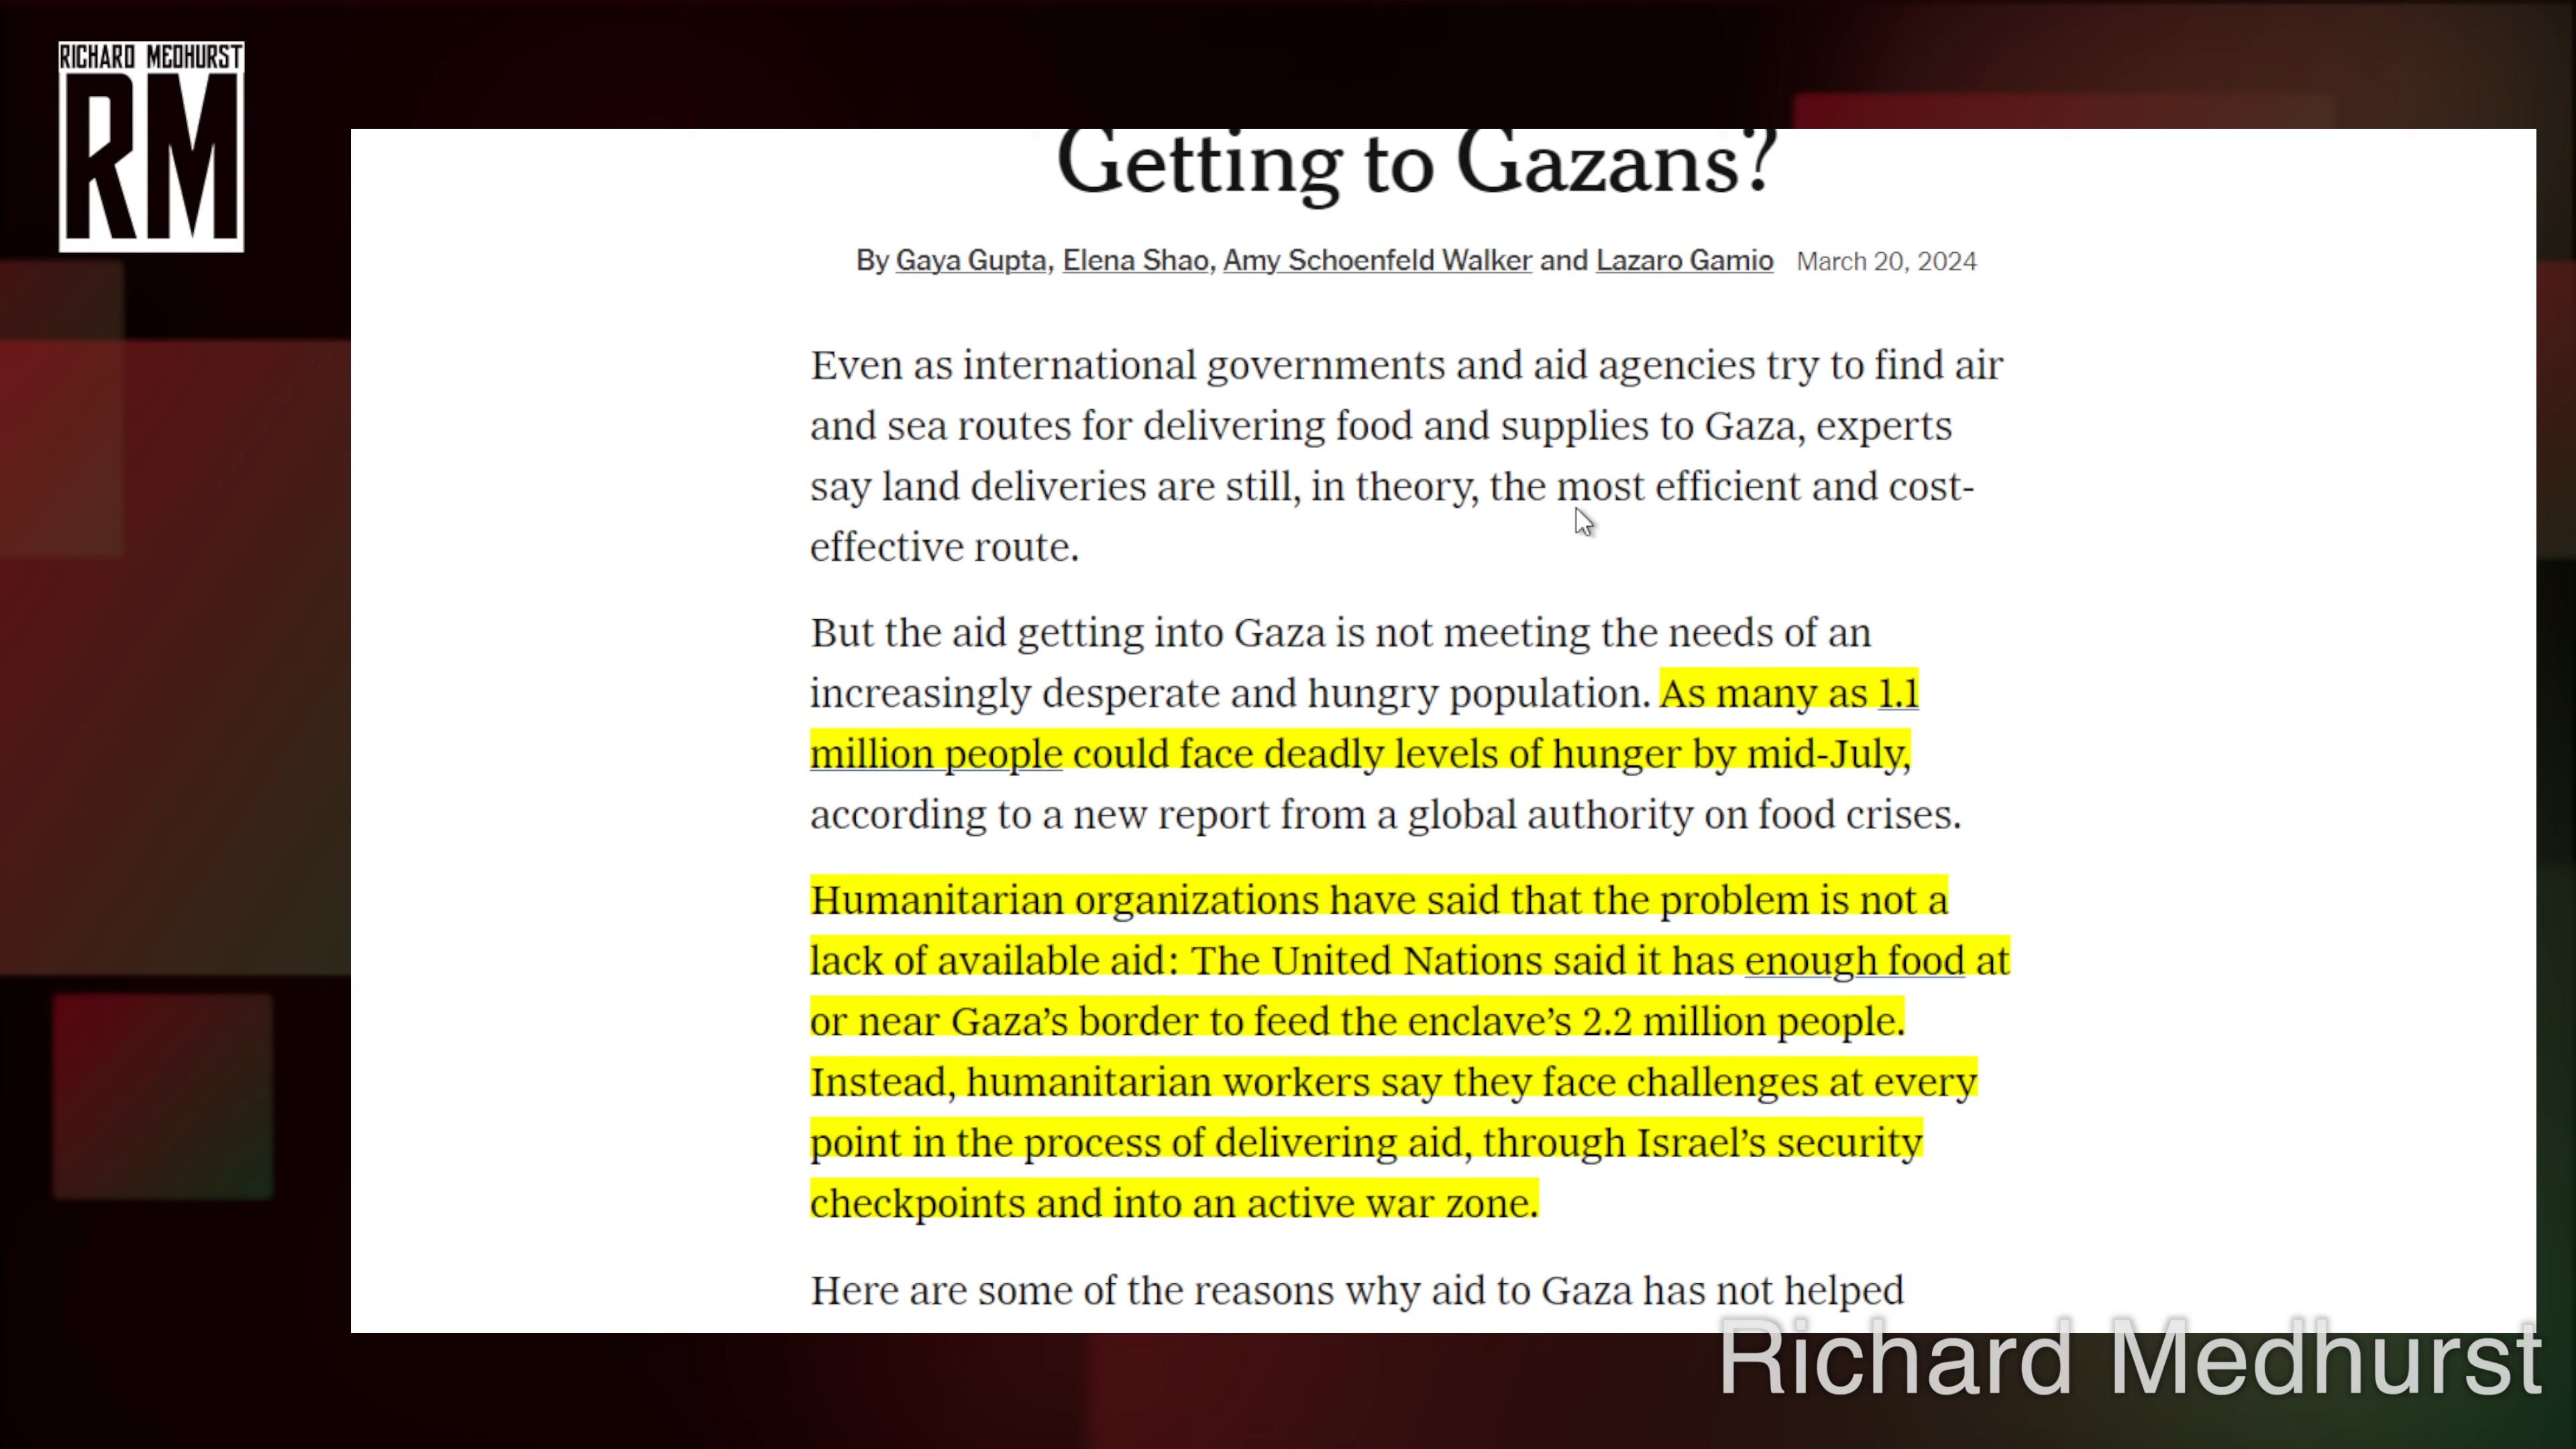 RICHARD MEDHURST
RM
Getting to Gazans?
By Gaya Gupta, Elena Shao, Amy Schoenfeld Walker and Lazaro Gamio March 20, 2024
Even as international governments and aid agencies try to find air
and sea routes for delivering food and supplies to Gaza, experts
say land deliveries are still, in theory, the most efficient and cost-
effective route.
But the aid getting into Gaza is not meeting the needs of an
increasingly desperate and hungry population. As many as 1.1
million people could face deadly levels of hunger by mid-July,
according to a new report from a global authority on food crises.
Humanitarian organizations have said that the problem is not a
lack of available aid: The United Nations said it has enough food at
or near Gaza’s border to feed the enclave’s 2.2 million people.
Instead, humanitarian workers say they face challenges at every
point in the process of delivering aid, through Israel’s security
checkpoints and into an active war zone.
Here are some of the reasons why aid to Gaza has not helped
Richard Medhurst